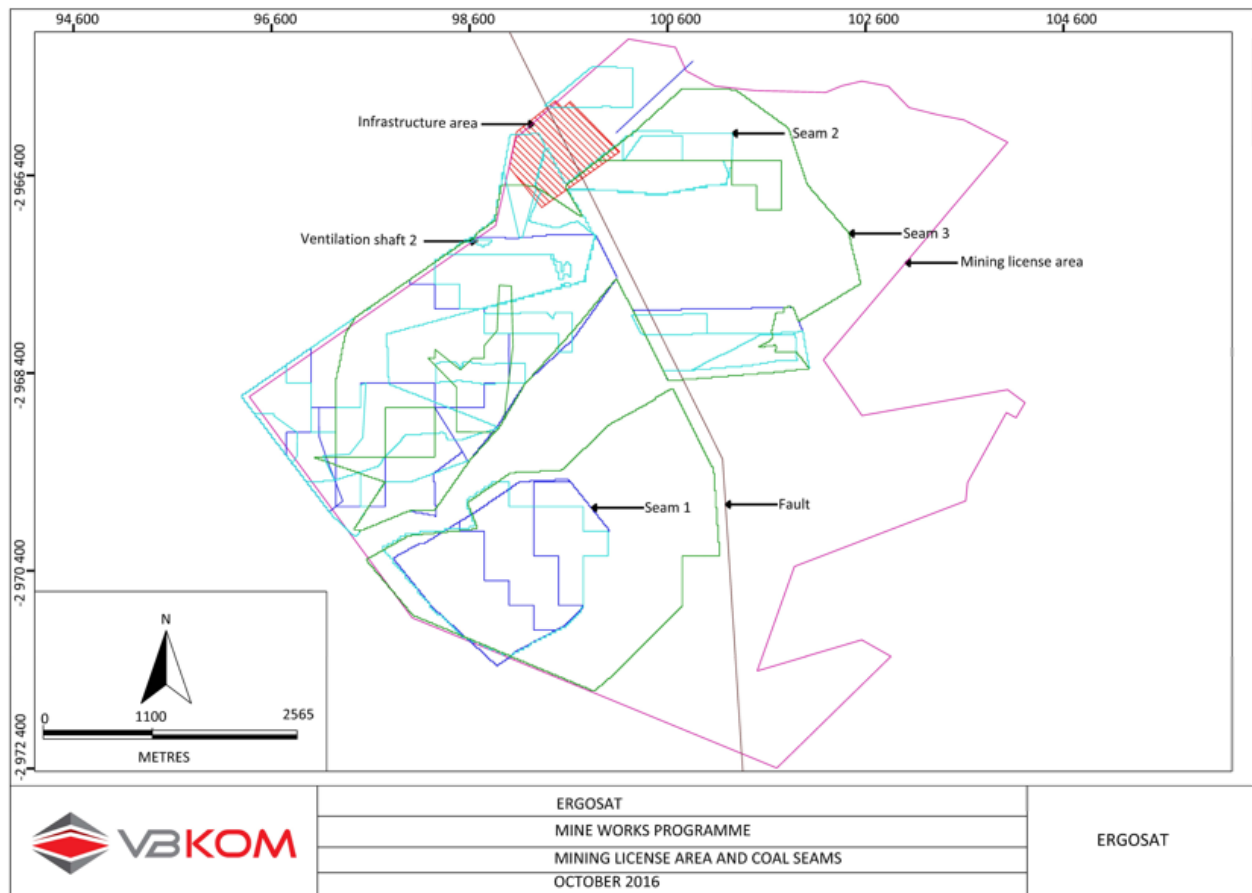 94 600
96 600
98 600
100 600
102 600
104 600
Infrastructure area
Seam 2
-2 966 400
Ventilation shaft 2
Seam 3
Mining license area
-2 968 400
Seam 1
Fault
-2 970 400
N
0 1100 2565
METRES
-2 972 400
VBKOM
ERGOSAT
MINE WORKS PROGRAMME
MINING LICENSE AREA AND COAL SEAMS
OCTOBER 2016
ERGOSAT